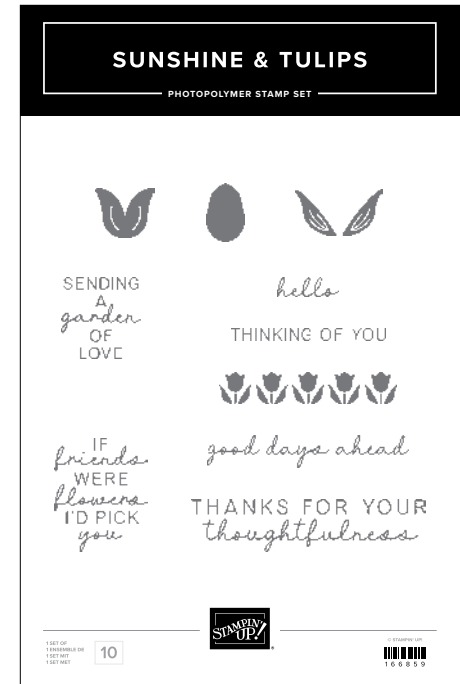 SUNSHINE & TULIPS
PHOTOPOLYMER STAMP SET
SENDING
A
garden
OF
LOVE
hello
THINKING OF YOU
IF
friends
WERE
flowers
I'D PICK
you
good days ahead
THANKS FOR YOUR
thoughtfulness
1 SET OF
1 ENSEMBLE DE
1 SET MIT
1 SET MET
10
STAMPIN'
UP!
®
© STAMPIN' UP!
166859